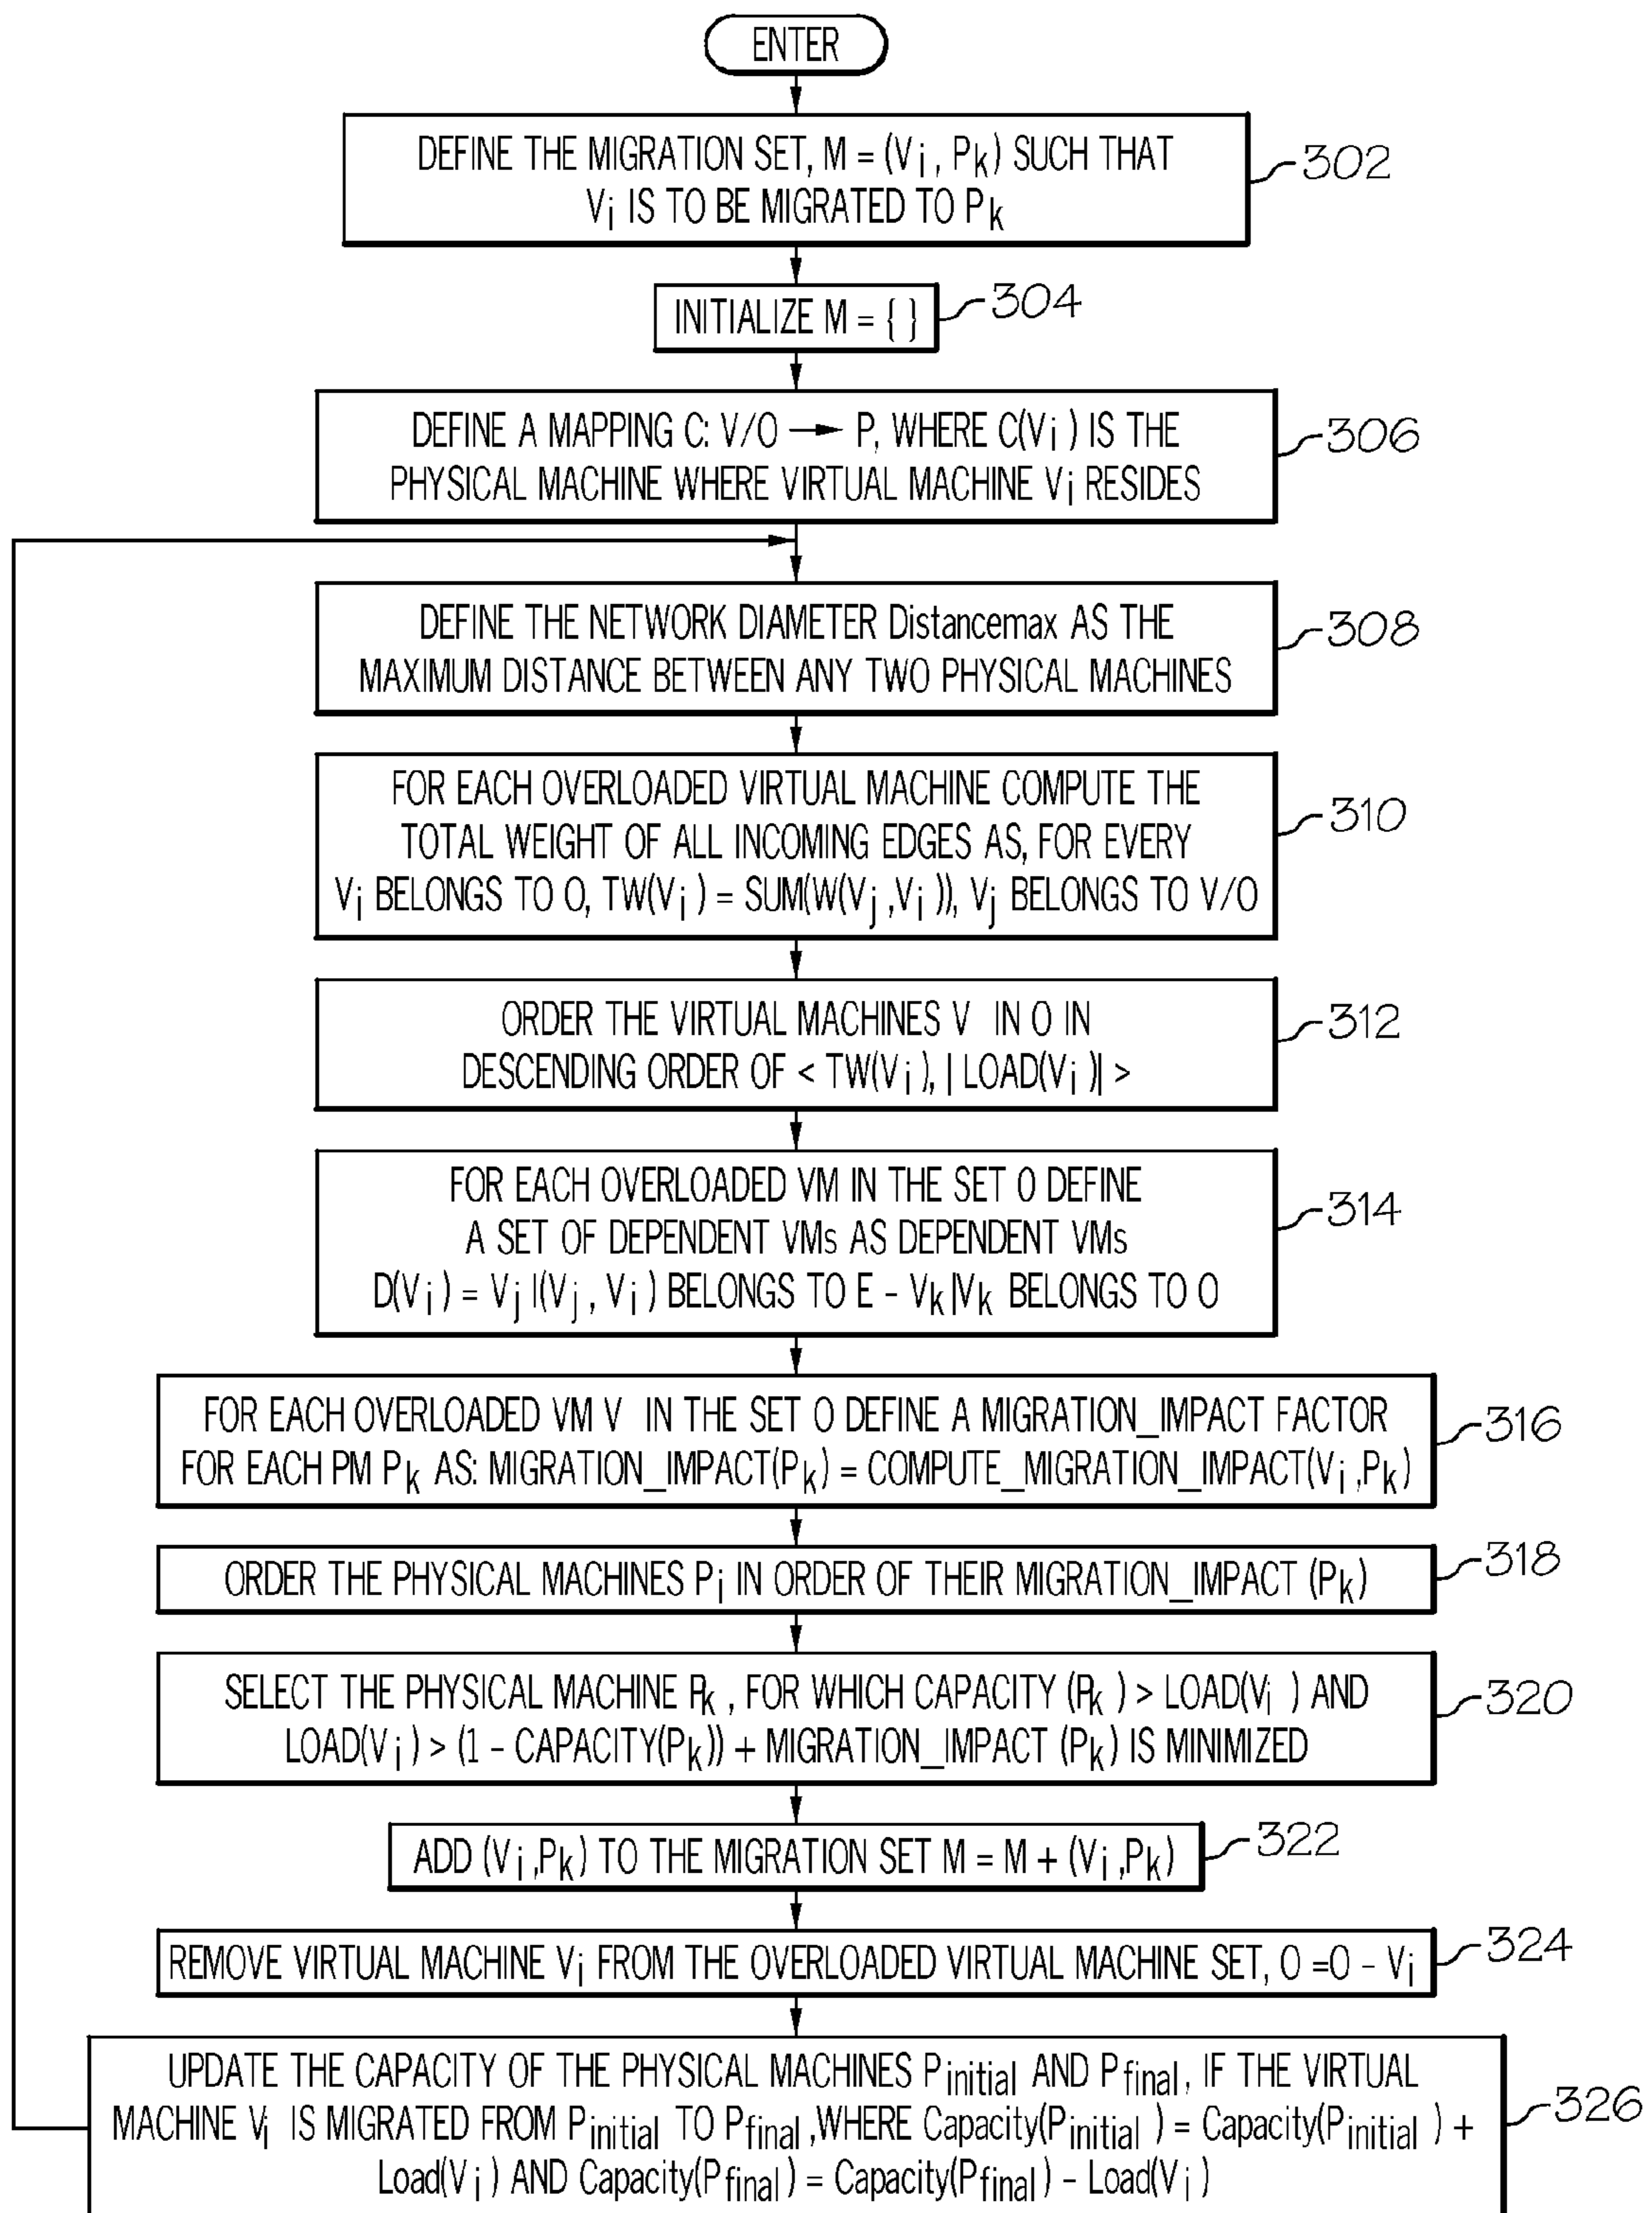 ENTER
DEFINE THE MIGRATION SET, M = (Vi , Pk) SUCH THAT
Vi IS TO BE MIGRATED TO Pk
302
INITIALIZE M = { }
304
DEFINE A MAPPING C: V/O → P, WHERE C(Vi ) IS THE
PHYSICAL MACHINE WHERE VIRTUAL MACHINE Vi RESIDES
306
DEFINE THE NETWORK DIAMETER Distancemax AS THE
MAXIMUM DISTANCE BETWEEN ANY TWO PHYSICAL MACHINES
308
FOR EACH OVERLOADED VIRTUAL MACHINE COMPUTE THE
TOTAL WEIGHT OF ALL INCOMING EDGES AS, FOR EVERY
Vi BELONGS TO O, TW(Vi ) = SUM(W(Vj ,Vi )), Vj BELONGS TO V/O
310
ORDER THE VIRTUAL MACHINES V IN O IN
DESCENDING ORDER OF < TW(Vi ), | LOAD(Vi )| >
312
FOR EACH OVERLOADED VM IN THE SET O DEFINE
A SET OF DEPENDENT VMs AS DEPENDENT VMs
D(Vi ) = Vj |(Vj , Vi ) BELONGS TO E - Vk|Vk BELONGS TO O
314
FOR EACH OVERLOADED VM V IN THE SET O DEFINE A MIGRATION_IMPACT FACTOR
FOR EACH PM Pk AS: MIGRATION_IMPACT(Pk) = COMPUTE_MIGRATION_IMPACT(Vi ,Pk)
316
ORDER THE PHYSICAL MACHINES Pi IN ORDER OF THEIR MIGRATION_IMPACT (Pk)
318
SELECT THE PHYSICAL MACHINE Pk , FOR WHICH CAPACITY (Pk ) > LOAD(Vi ) AND
LOAD(Vi ) > (1 - CAPACITY(Pk)) + MIGRATION_IMPACT (Pk) IS MINIMIZED
320
ADD (Vi ,Pk) TO THE MIGRATION SET M = M + (Vi ,Pk)
322
REMOVE VIRTUAL MACHINE Vi FROM THE OVERLOADED VIRTUAL MACHINE SET, O =O - Vi
324
UPDATE THE CAPACITY OF THE PHYSICAL MACHINES Pinitial AND Pfinal, IF THE VIRTUAL
MACHINE Vi IS MIGRATED FROM Pinitial TO Pfinal ,WHERE Capacity(Pinitial ) = Capacity(Pinitial ) +
Load(Vi ) AND Capacity(Pfinal ) = Capacity(Pfinal ) - Load(Vi )
326